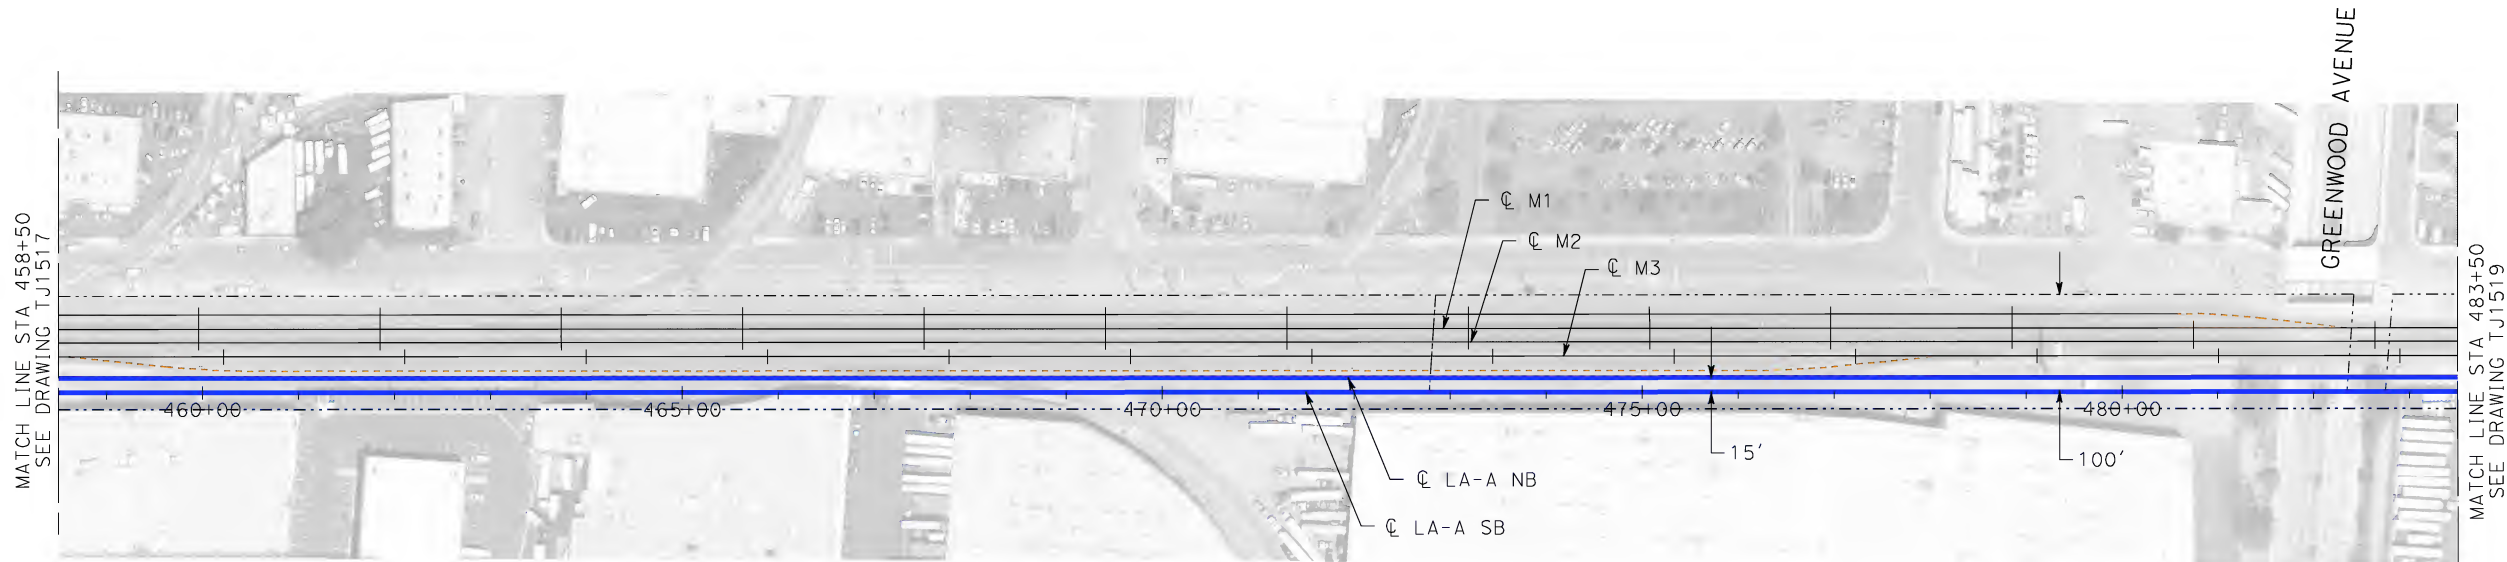 MATCH LINE STA 458+50
SEE DRAWING TJ1517
GREENWOOD AVENUE
℄ M1
℄ M2
℄ M3
460+00
465+00
470+00
475+00
480+00
15'
100'
℄ LA-A NB
℄ LA-A SB
MATCH LINE STA 483+50
SEE DRAWING TJ1519